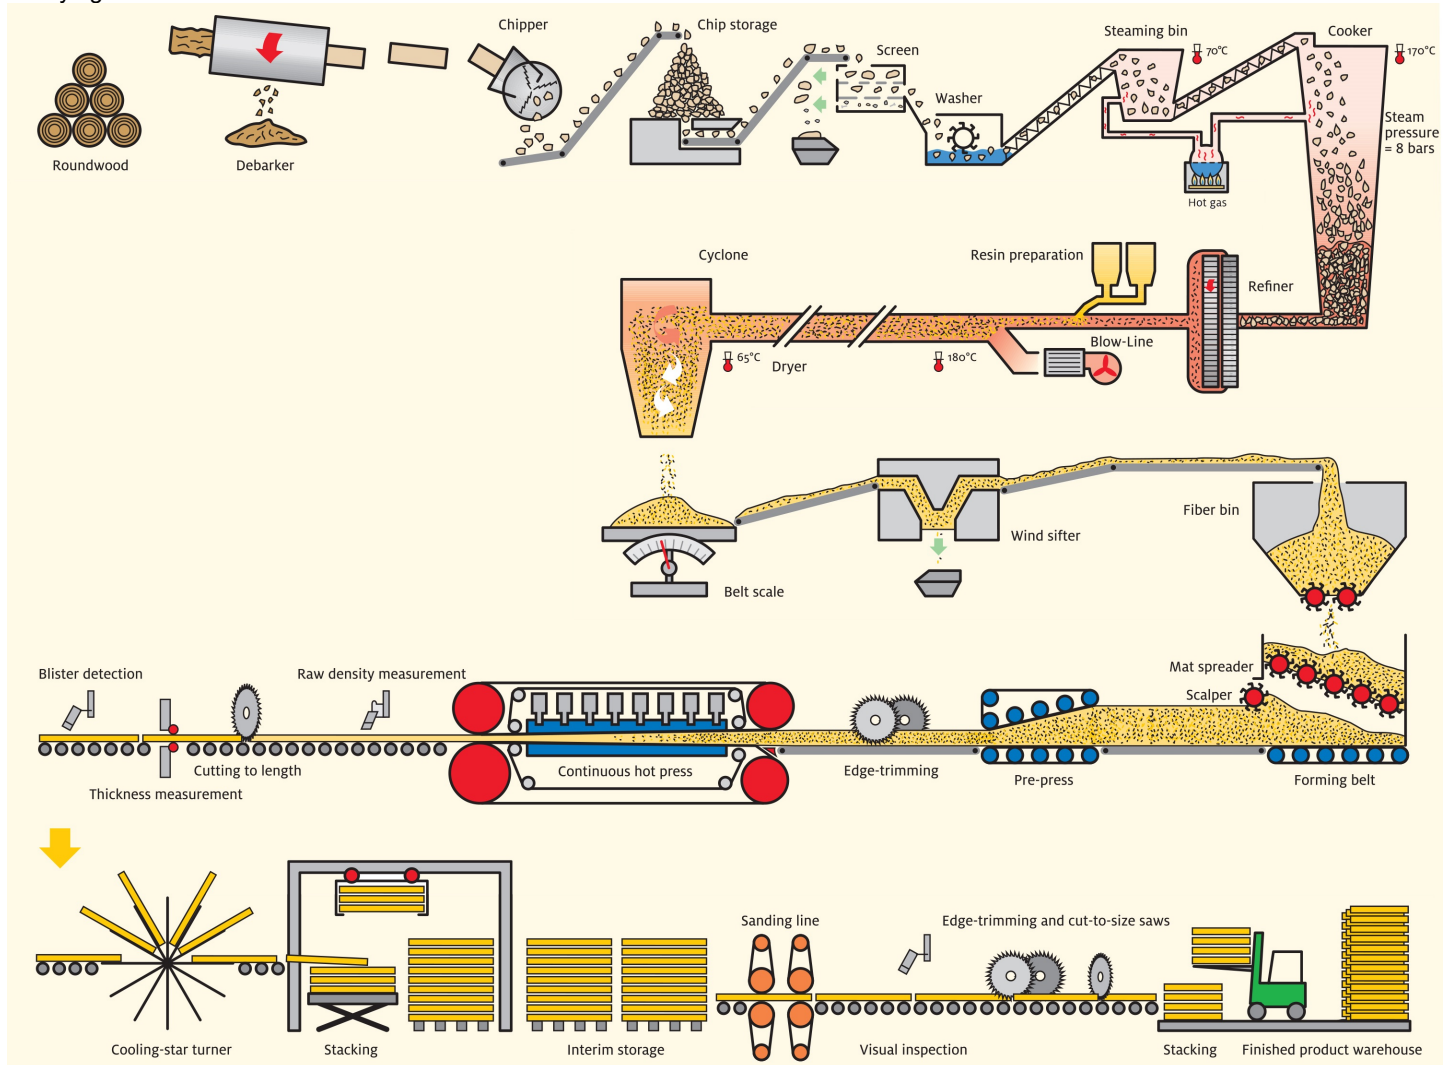 Roundwood
Debarker
Chipper
Chip storage
Screen
Washer
Steaming bin
70°C
Cooker
170°C
Steam
pressure
= 8 bars
Hot gas
Cyclone
Resin preparation
Refiner
Blow-Line
65°C
Dryer
180°C
Belt scale
Wind sifter
Fiber bin
Mat spreader
Scalper
Blister detection
Raw density measurement
Cutting to length
Thickness measurement
Continuous hot press
Edge-trimming
Pre-press
Forming belt
Cooling-star turner
Stacking
Interim storage
Sanding line
Visual inspection
Edge-trimming and cut-to-size saws
Stacking
Finished product warehouse